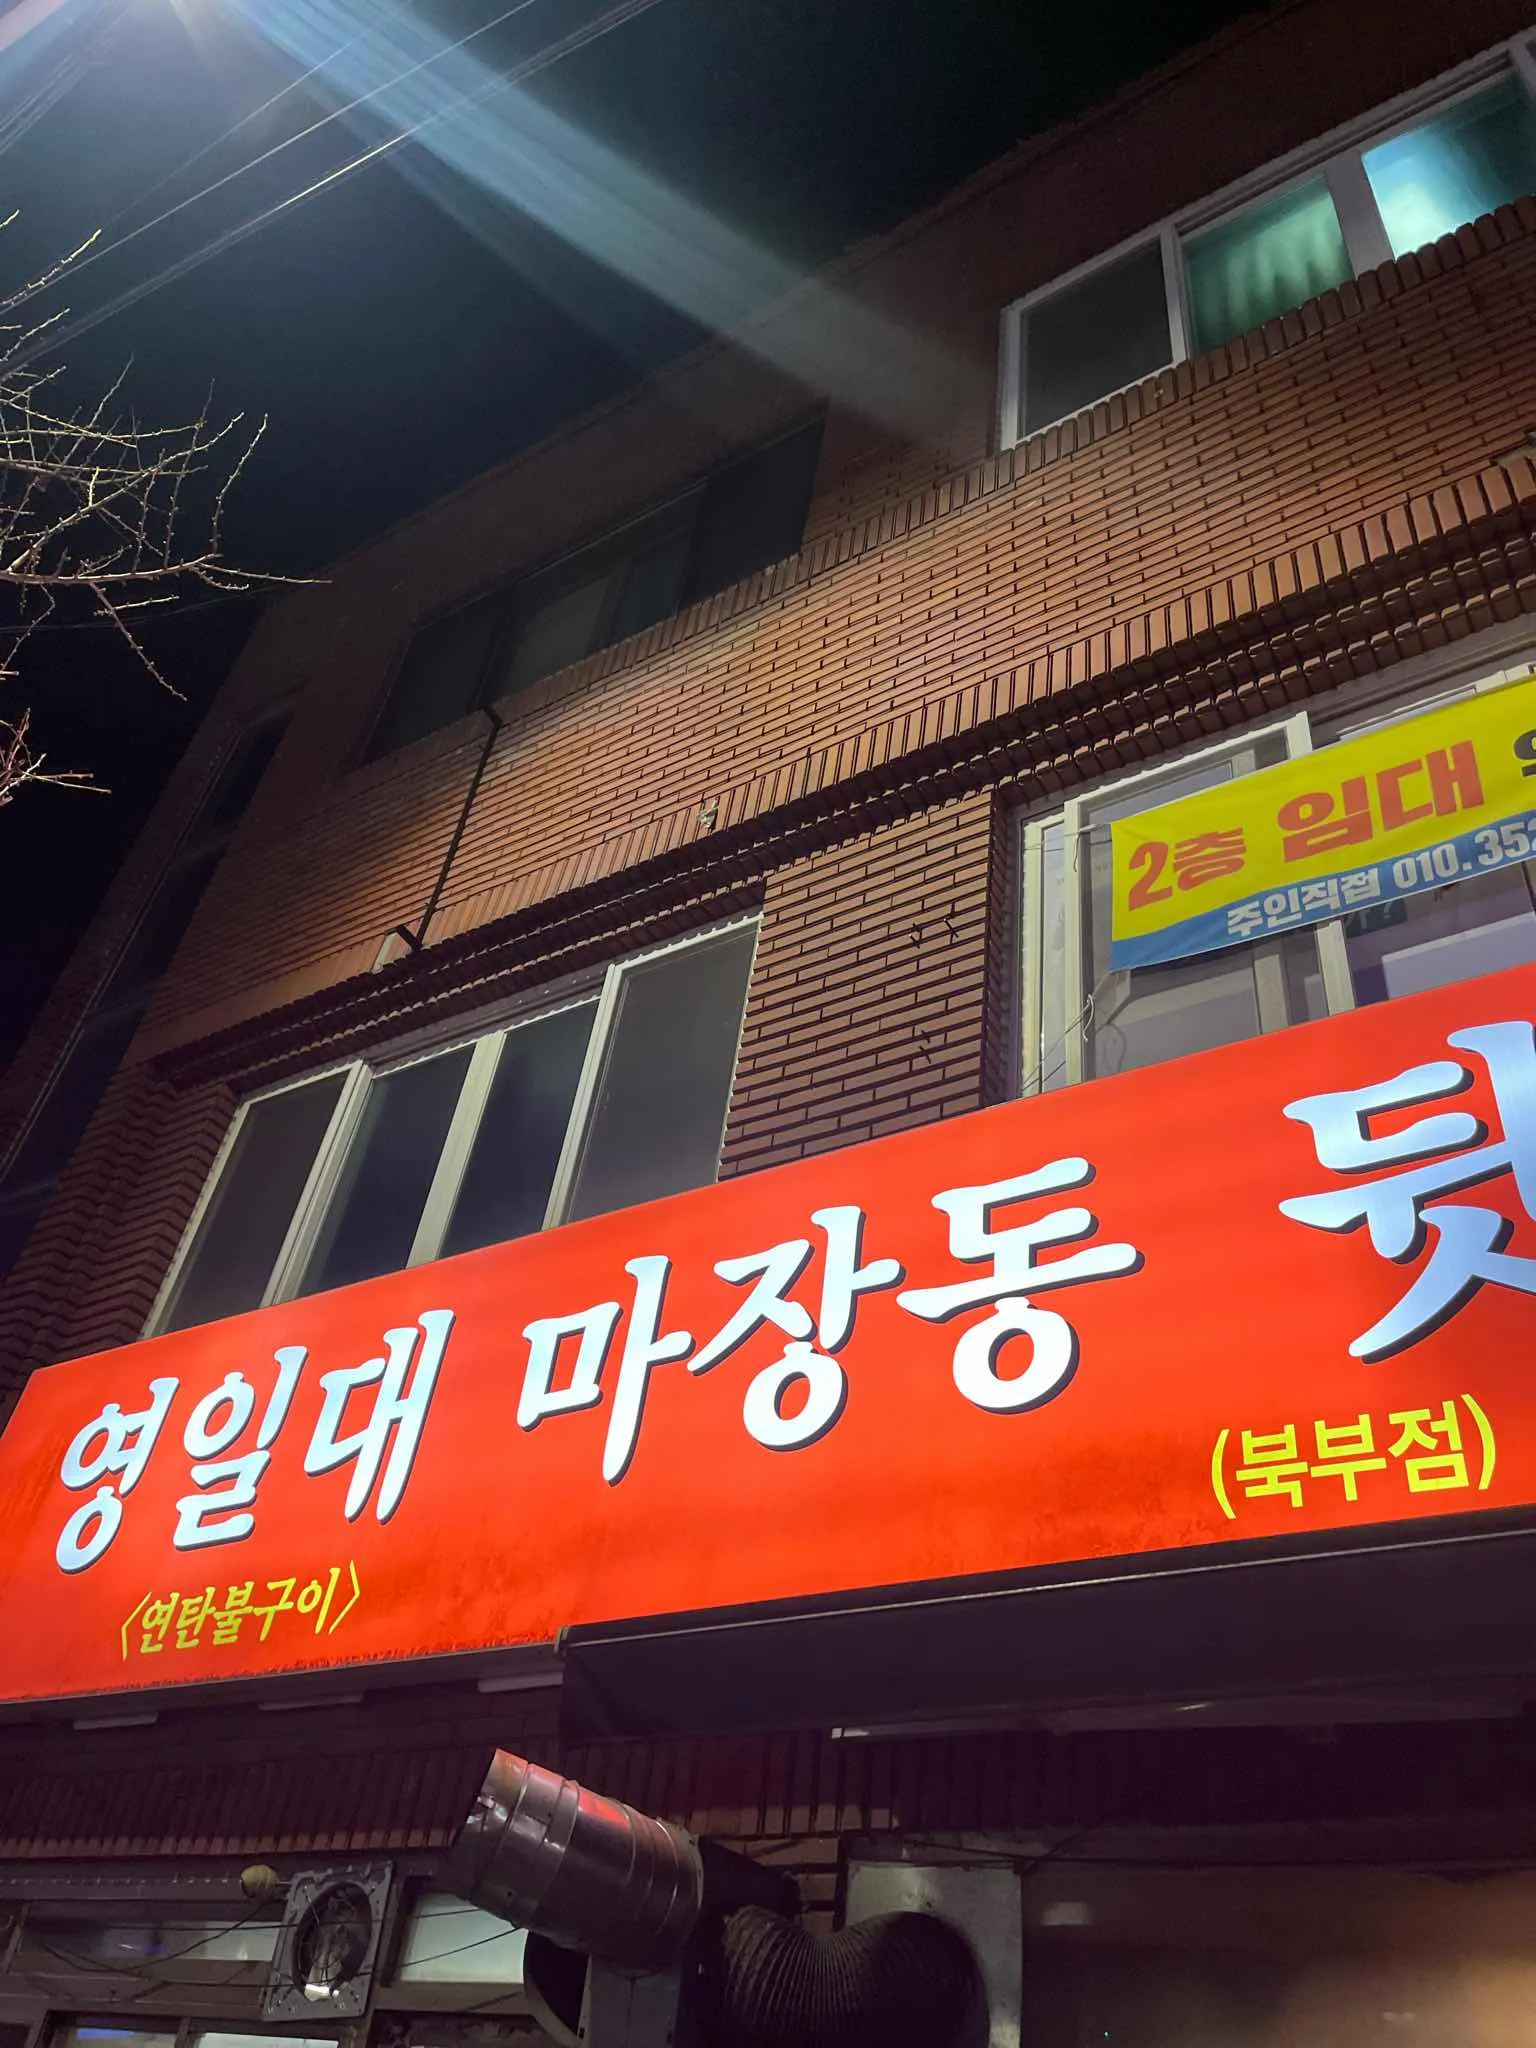 2층 임대
주인직접 010.352
영일대 마장동 뒷
(북부점)
<연탄불구이>